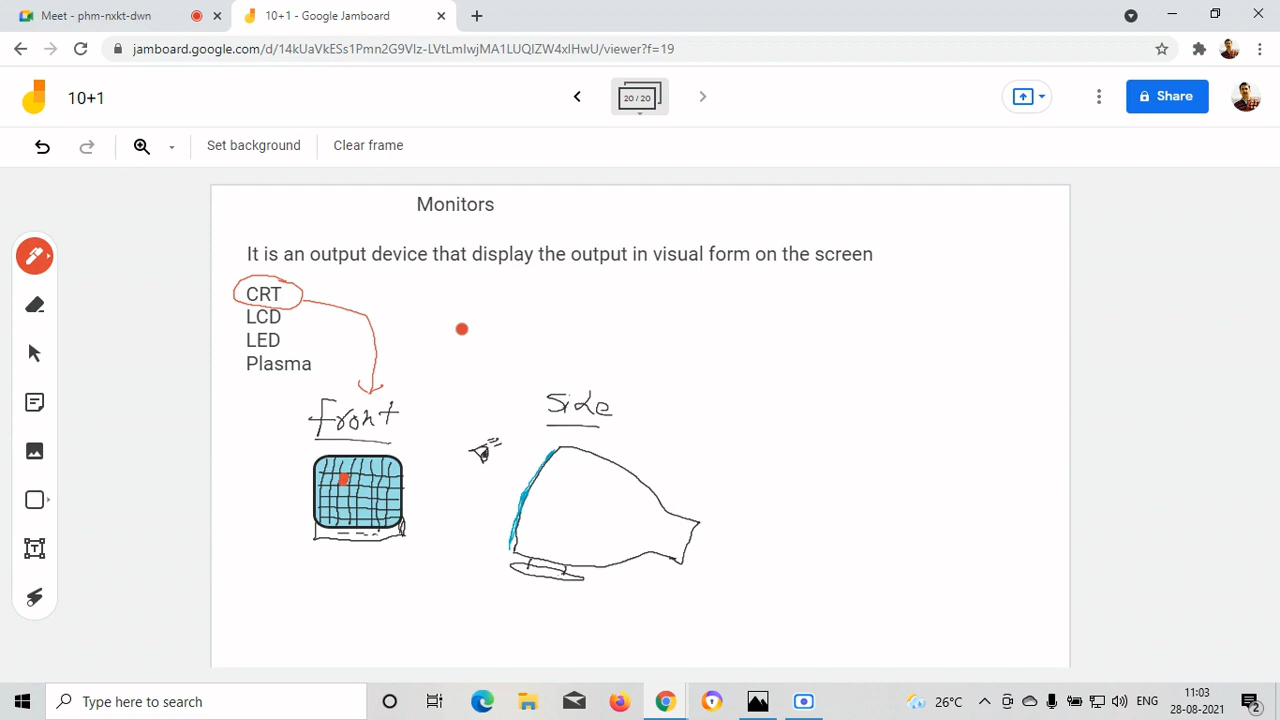 Meet - phm-nxkt-dwn
10+1 - Google Jamboard
jamboard.google.com/d/14kUaVkESs1Pmn2G9VIz-LVtLmIwjMA1LUQIZW4xlHwU/viewer?f=19
10+1
20 / 20
Share
Set background
Clear frame
Monitors
It is an output device that display the output in visual form on the screen
CRT
LCD
LED
Plasma
Front
Side
Type here to search
26°C
ENG
11:03
28-08-2021
2